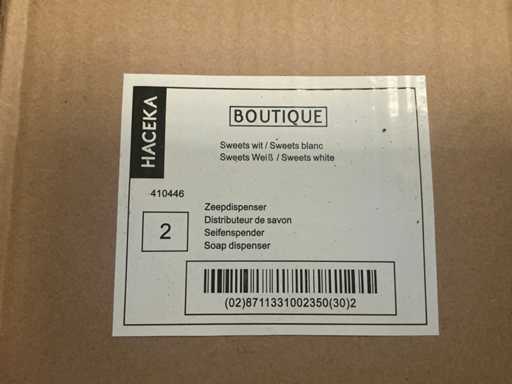 HACEKA
BOUTIQUE
Sweets wit / Sweets blanc
Sweets Weiß / Sweets white
410446
2
Zeepdispenser
Distributeur de savon
Seifenspender
Soap dispenser
(02)8711331002350(30)2